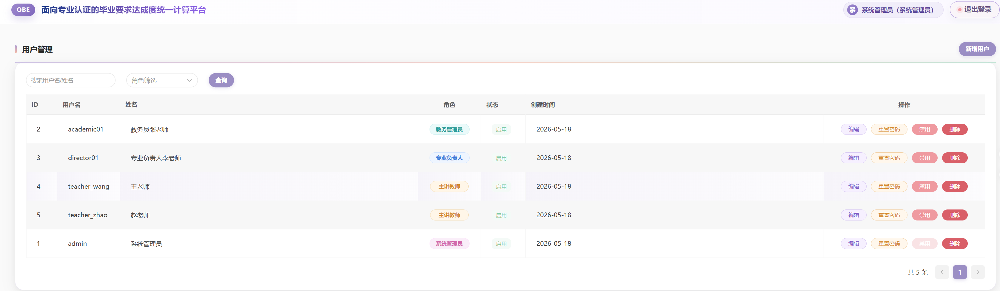 OBE 面向专业认证的毕业要求达成度统一计算平台 系 系统管理员（系统管理员） 退出登录
用户管理 新增用户
搜索用户名/姓名 角色筛选 查询
ID 用户名 姓名 角色 状态 创建时间 操作
2 academic01 教务员张老师 教务管理员 启用 2026-05-18 编辑 重置密码 禁用 删除
3 director01 专业负责人李老师 专业负责人 启用 2026-05-18 编辑 重置密码 禁用 删除
4 teacher_wang 王老师 主讲教师 启用 2026-05-18 编辑 重置密码 禁用 删除
5 teacher_zhao 赵老师 主讲教师 启用 2026-05-18 编辑 重置密码 禁用 删除
1 admin 系统管理员 系统管理员 启用 2026-05-18 编辑 重置密码 禁用 删除
共 5 条 1